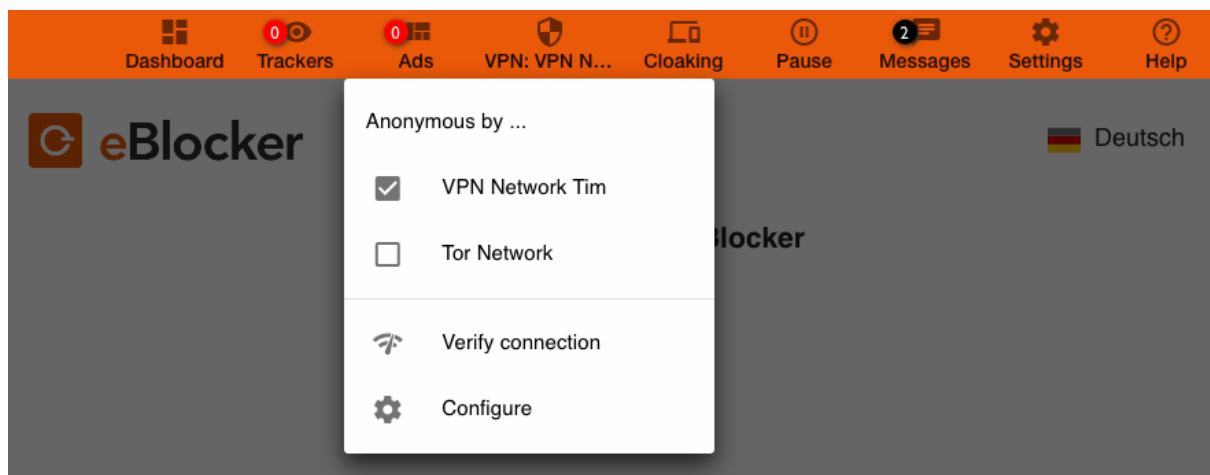 0 0 2
Dashboard Trackers Ads VPN: VPN N... Cloaking Pause Messages Settings Help
Anonymous by ...
eBlocker
Deutsch
VPN Network Tim
Tor Network
Verify connection
Configure